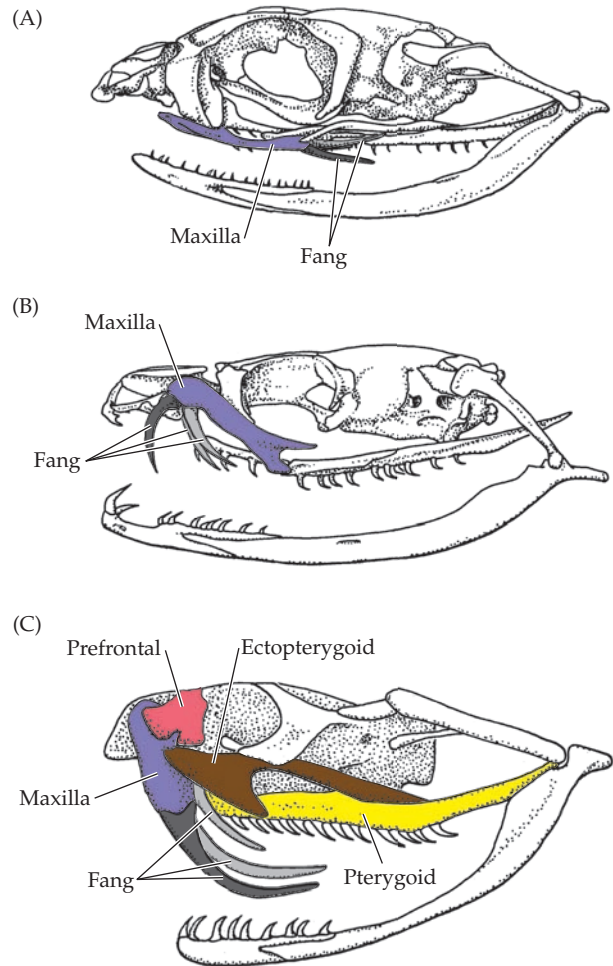 (A)
Maxilla
Fang
(B)
Maxilla
Fang
(C)
Prefrontal
Ectopterygoid
Maxilla
Fang
Pterygoid